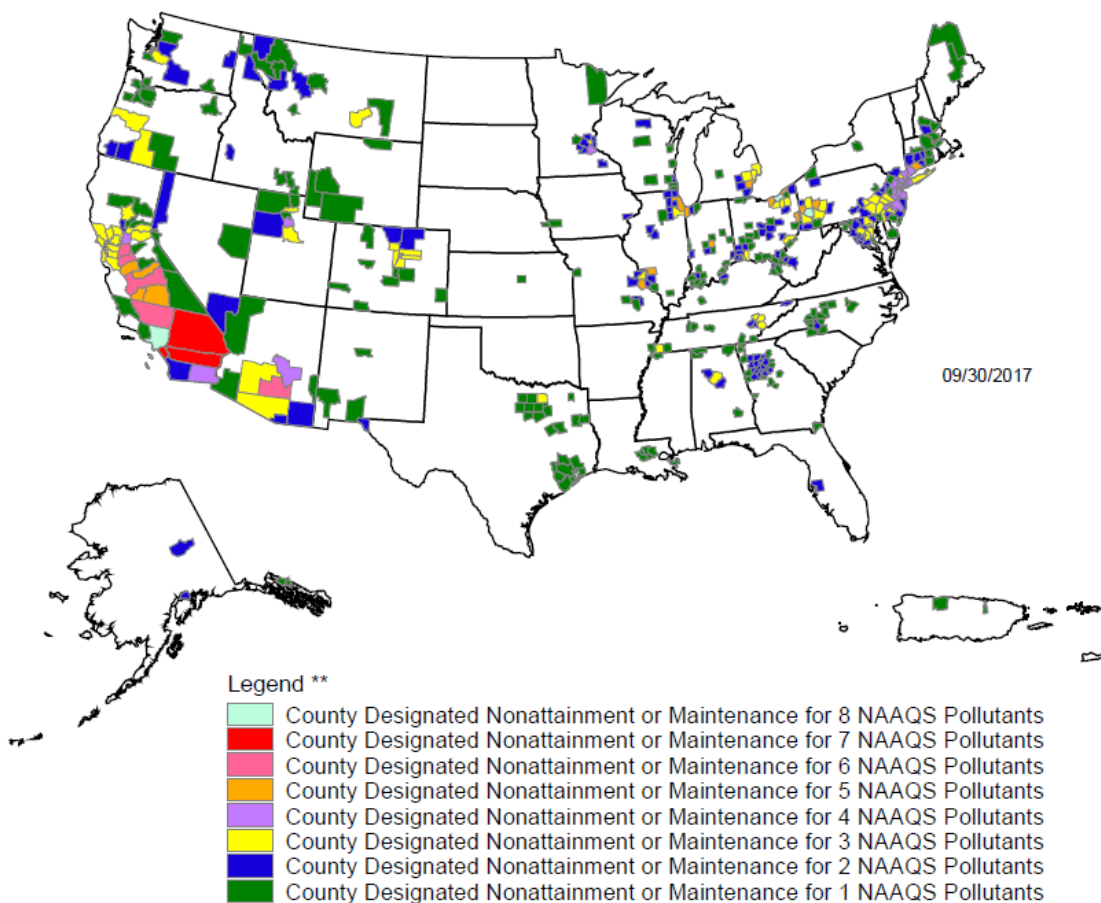 09/30/2017
Legend **
County Designated Nonattainment or Maintenance for 8 NAAQS Pollutants
County Designated Nonattainment or Maintenance for 7 NAAQS Pollutants
County Designated Nonattainment or Maintenance for 6 NAAQS Pollutants
County Designated Nonattainment or Maintenance for 5 NAAQS Pollutants
County Designated Nonattainment or Maintenance for 4 NAAQS Pollutants
County Designated Nonattainment or Maintenance for 3 NAAQS Pollutants
County Designated Nonattainment or Maintenance for 2 NAAQS Pollutants
County Designated Nonattainment or Maintenance for 1 NAAQS Pollutants